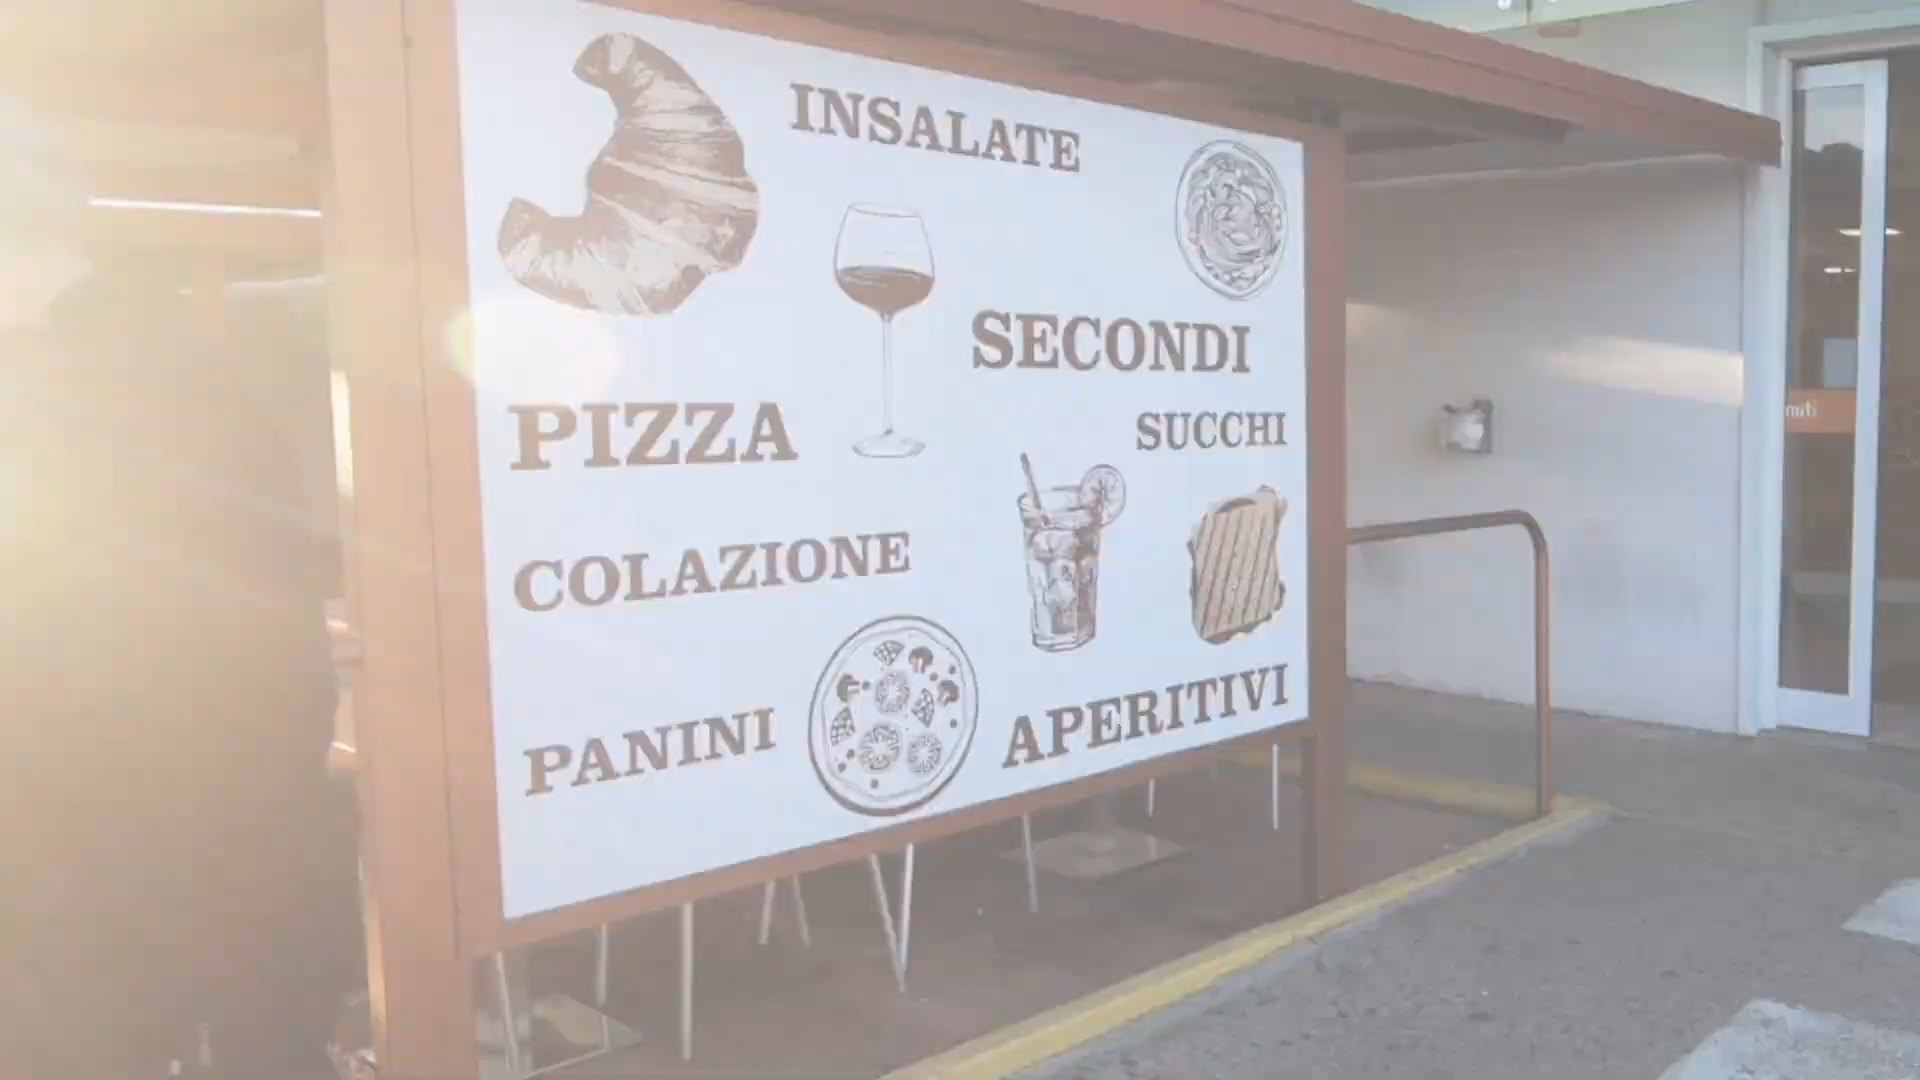 INSALATE
SECONDI
PIZZA
SUCCHI
COLAZIONE
PANINI
APERITIVI